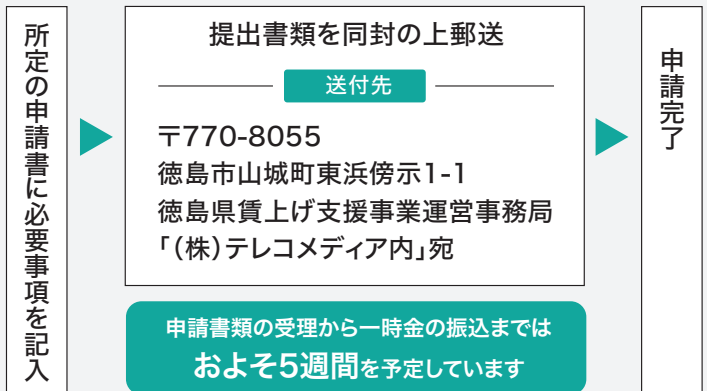 所定の申請書に必要事項を記入
提出書類を同封の上郵送
送付先
〒770-8055
徳島市山城町東浜傍示1-1
徳島県賃上げ支援事業運営事務局
「(株)テレコメディア内」宛
申請書類の受理から一時金の振込までは
およそ5週間を予定しています
申請完了